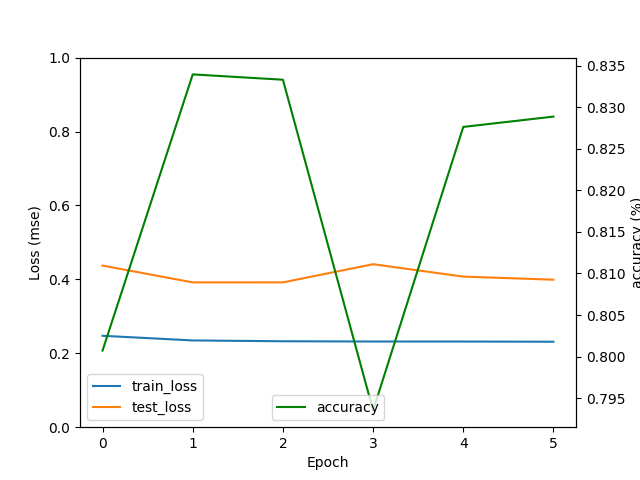 1.0
0.8
0.6
0.4
0.2
0.0
Loss (mse)
0.835
0.830
0.825
0.820
0.815
0.810
0.805
0.800
0.795
accuracy (%)
train_loss
test_loss
accuracy
0 1 2 3 4 5
Epoch